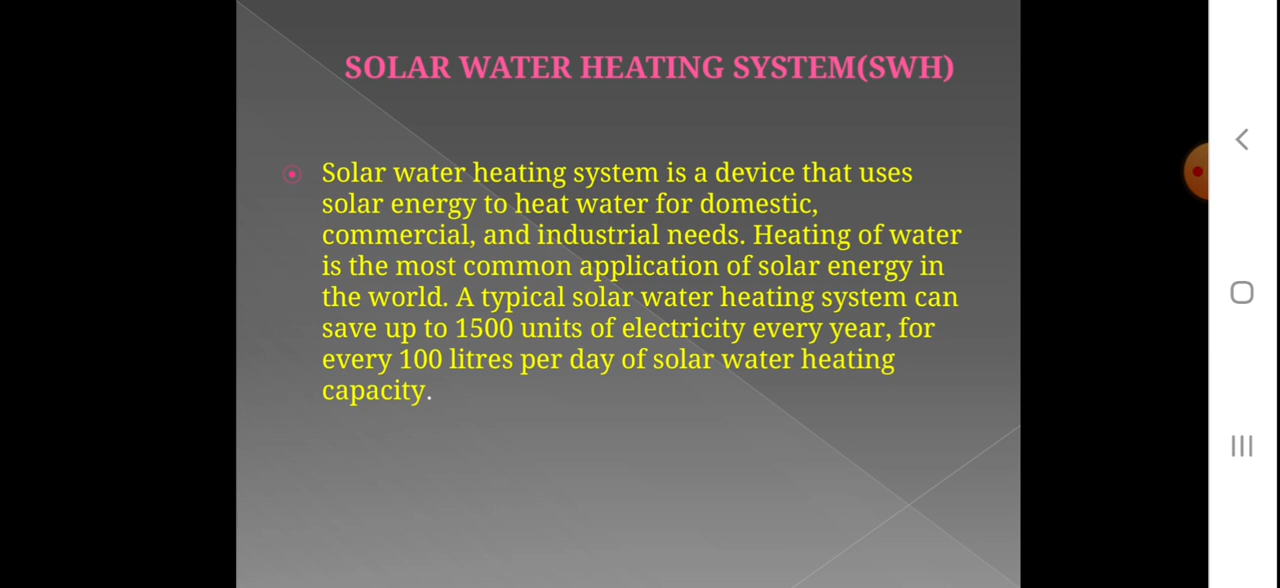 SOLAR WATER HEATING SYSTEM(SWH)
Solar water heating system is a device that uses
solar energy to heat water for domestic,
commercial, and industrial needs. Heating of water
is the most common application of solar energy in
the world. A typical solar water heating system can
save up to 1500 units of electricity every year, for
every 100 litres per day of solar water heating
capacity.